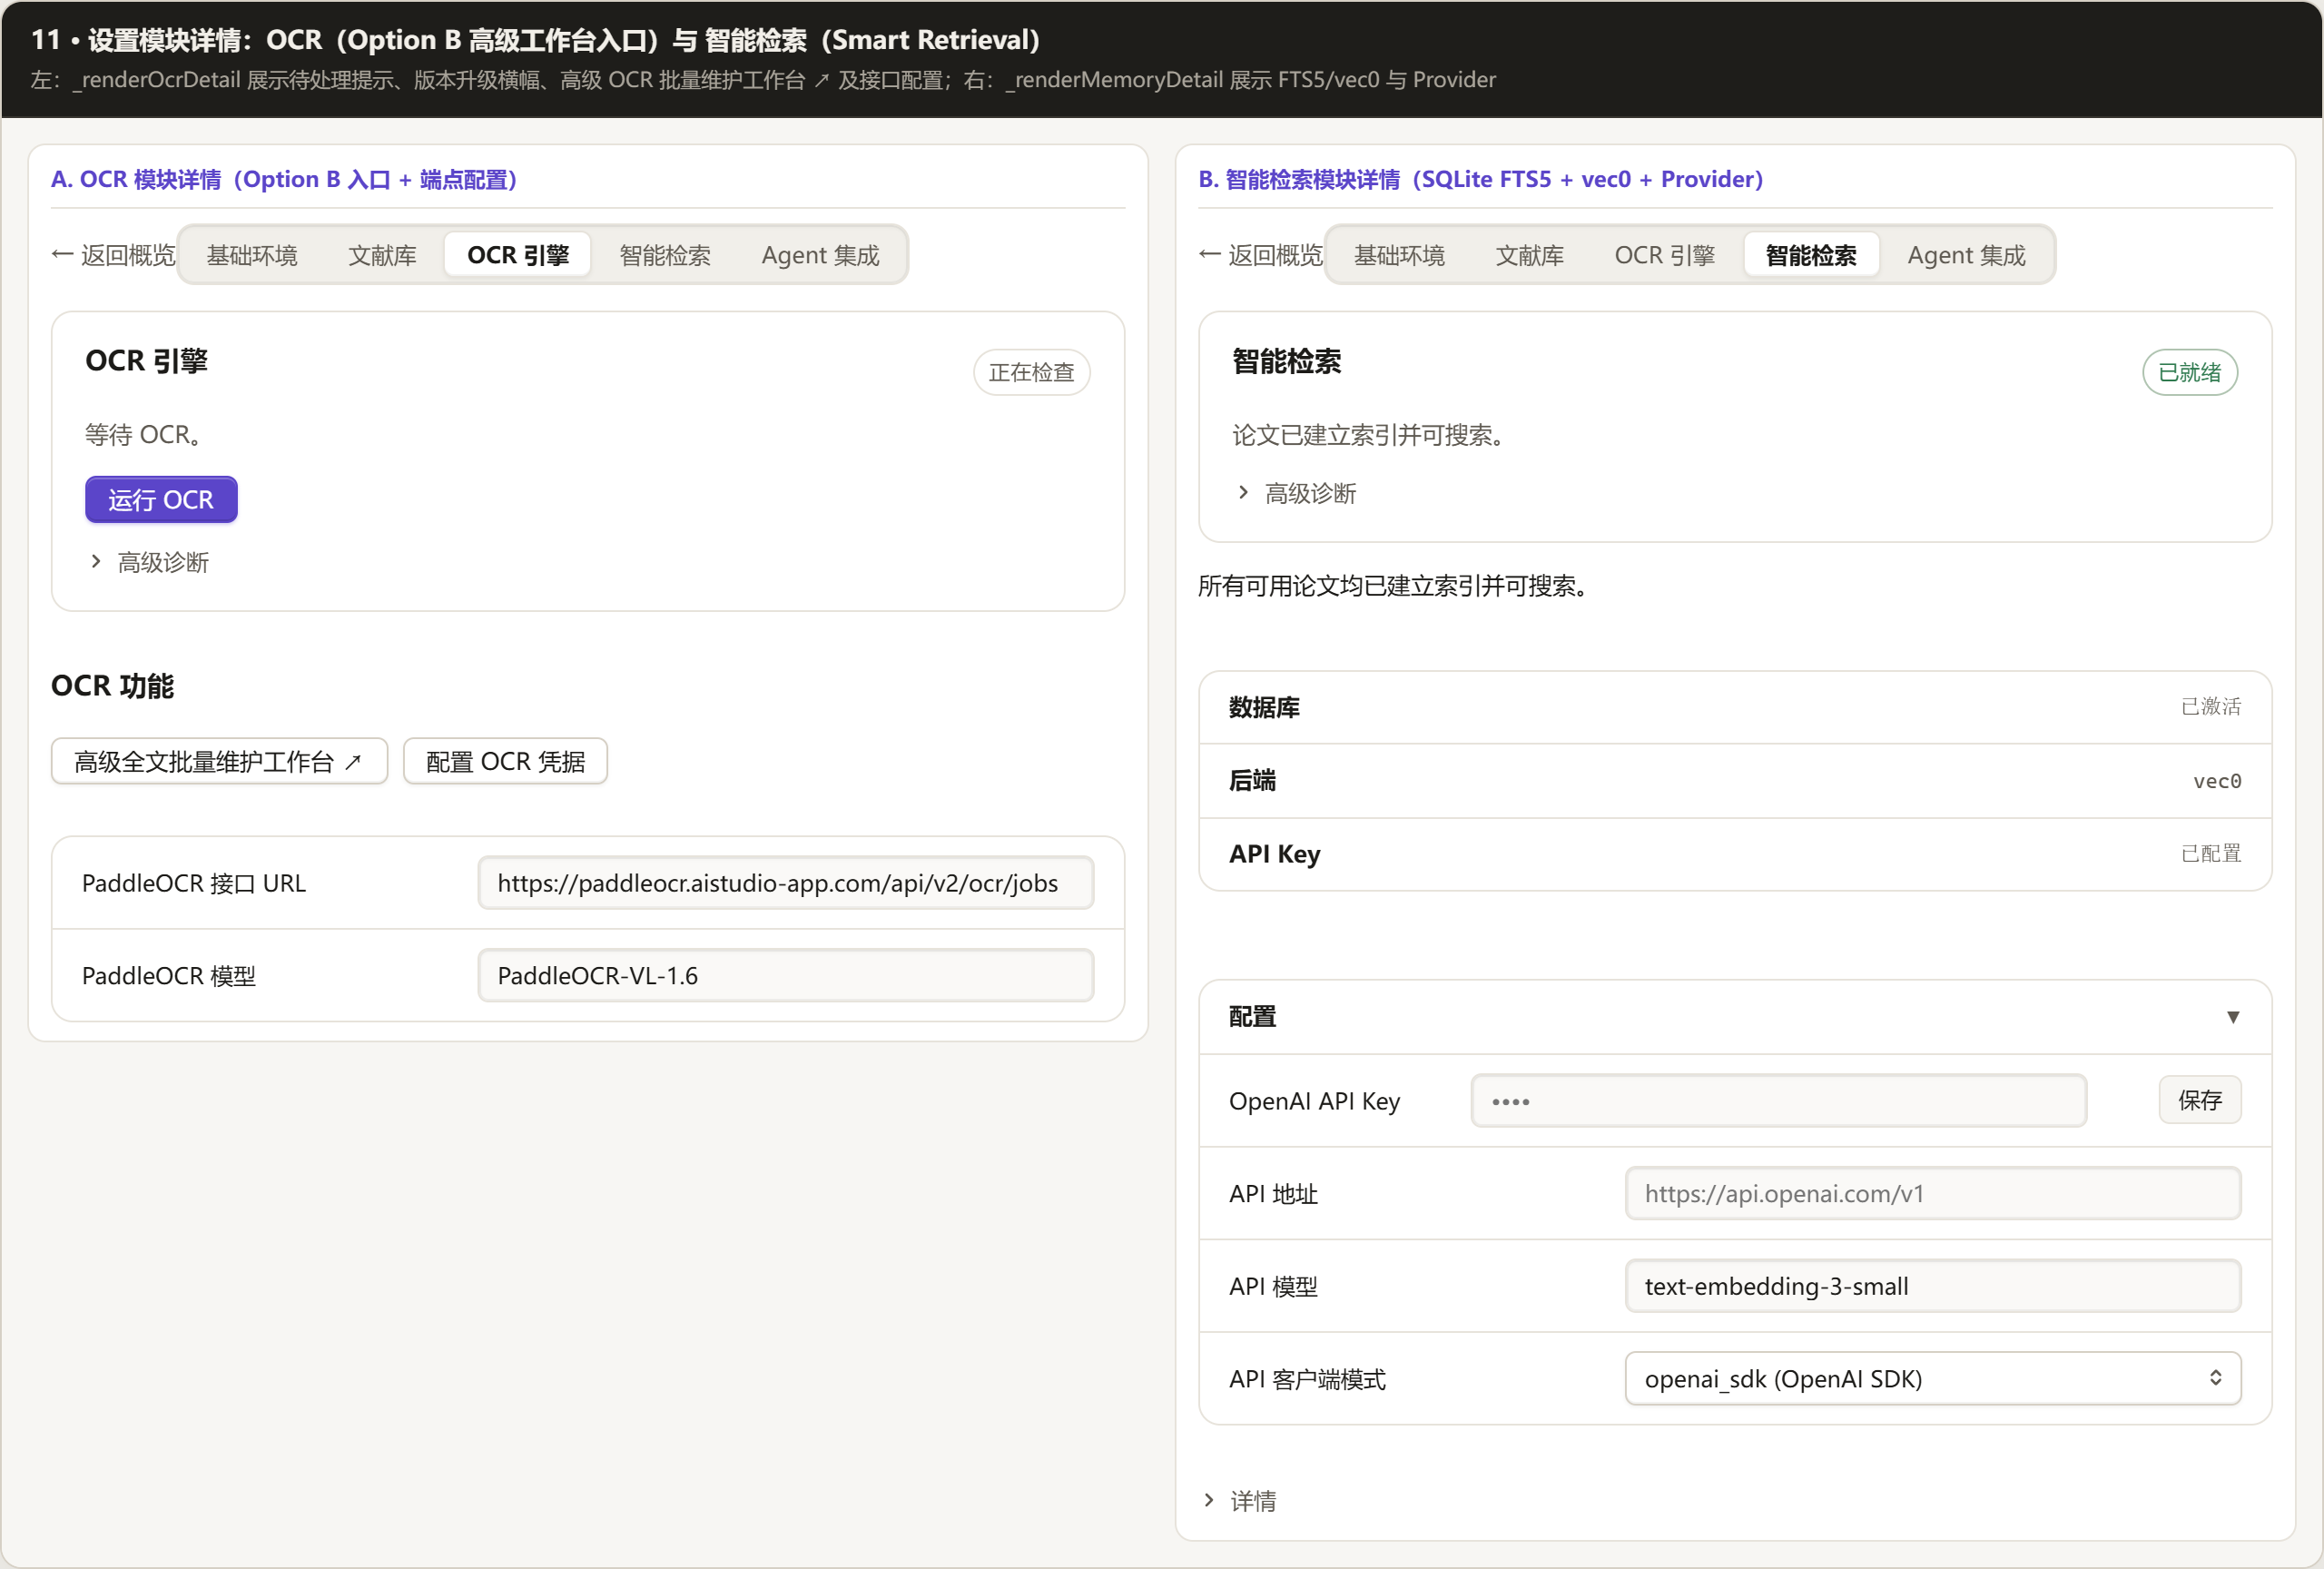 11 • 设置模块详情：OCR（Option B 高级工作台入口）与 智能检索（Smart Retrieval）
左：_renderOcrDetail 展示待处理提示、版本升级横幅、高级 OCR 批量维护工作台 ↗ 及接口配置；右：_renderMemoryDetail 展示 FTS5/vec0 与 Provider
A. OCR 模块详情（Option B 入口 + 端点配置）
← 返回概览 基础环境 文献库 OCR 引擎 智能检索 Agent 集成
OCR 引擎
正在检查
等待 OCR。
运行 OCR
› 高级诊断
OCR 功能
高级全文批量维护工作台 ↗ 配置 OCR 凭据
PaddleOCR 接口 URL https://paddleocr.aistudio-app.com/api/v2/ocr/jobs
PaddleOCR 模型 PaddleOCR-VL-1.6
B. 智能检索模块详情（SQLite FTS5 + vec0 + Provider）
← 返回概览 基础环境 文献库 OCR 引擎 智能检索 Agent 集成
智能检索
已就绪
论文已建立索引并可搜索。
› 高级诊断
所有可用论文均已建立索引并可搜索。
数据库 已激活
后端 vec0
API Key 已配置
配置 ▼
OpenAI API Key •••• 保存
API 地址 https://api.openai.com/v1
API 模型 text-embedding-3-small
API 客户端模式 openai_sdk (OpenAI SDK)
› 详情